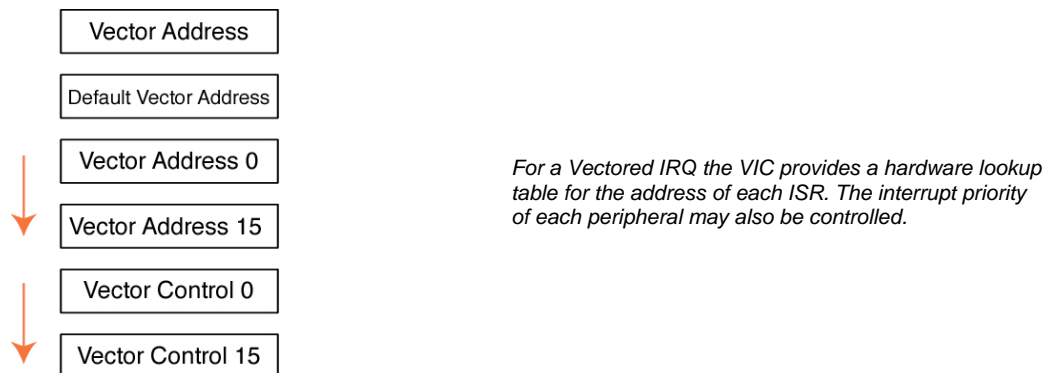 Vector Address
Default Vector Address
Vector Address 0
Vector Address 15
Vector Control 0
Vector Control 15
For a Vectored IRQ the VIC provides a hardware lookup
table for the address of each ISR. The interrupt priority
of each peripheral may also be controlled.